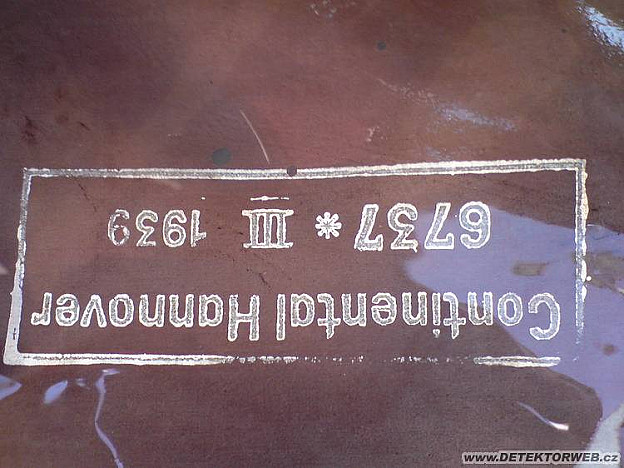 Continental Hannover
6737 * III 1939
www.DETEKTORWEB.cz